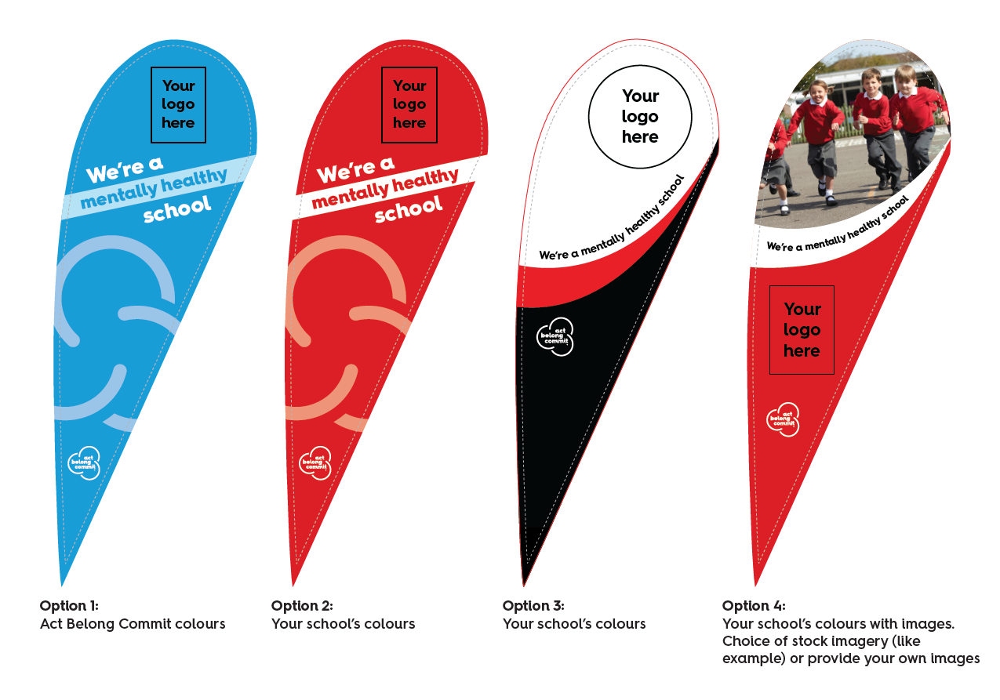 Your
logo
here
We're a
mentally healthy
school
act
belong
commit
Option 1:
Act Belong Commit colours
Your
logo
here
We're a
mentally healthy
school
act
belong
commit
Option 2:
Your school's colours
Your
logo
here
We're a mentally healthy school
act
belong
commit
Option 3:
Your school's colours
We're a mentally healthy school
Your
logo
here
act
belong
commit
Option 4:
Your school's colours with images.
Choice of stock imagery (like
example) or provide your own images